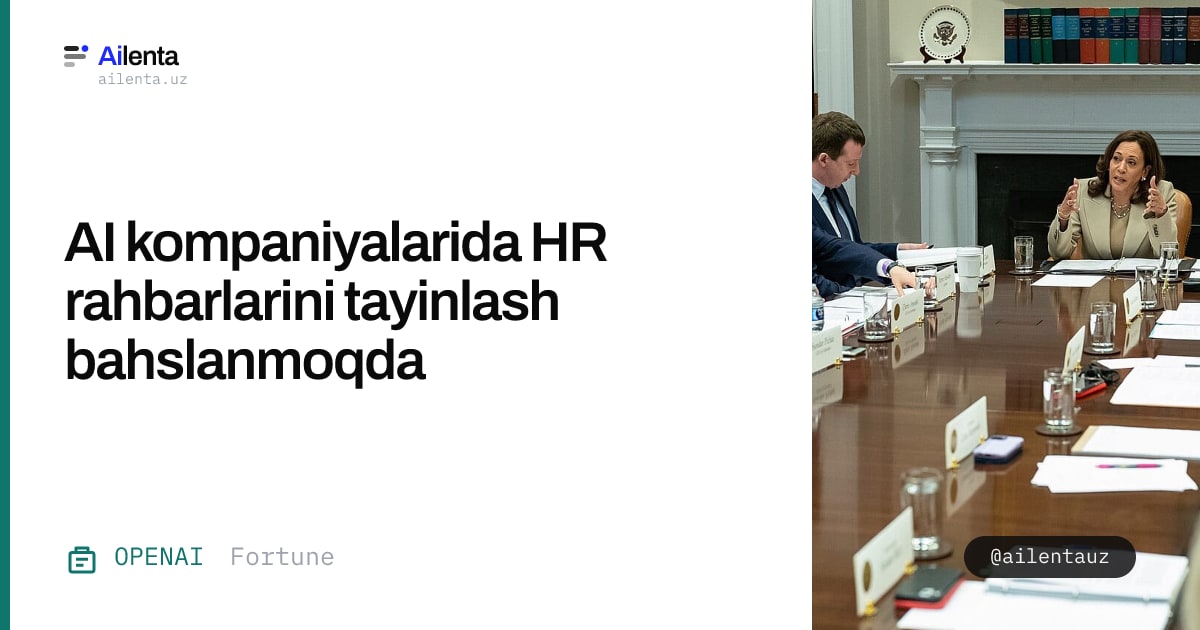 Ailenta
ailenta.uz
AI kompaniyalarida HR
rahbarlarini tayinlash
bahslanmoqda
OPENAI Fortune
@ailentauz